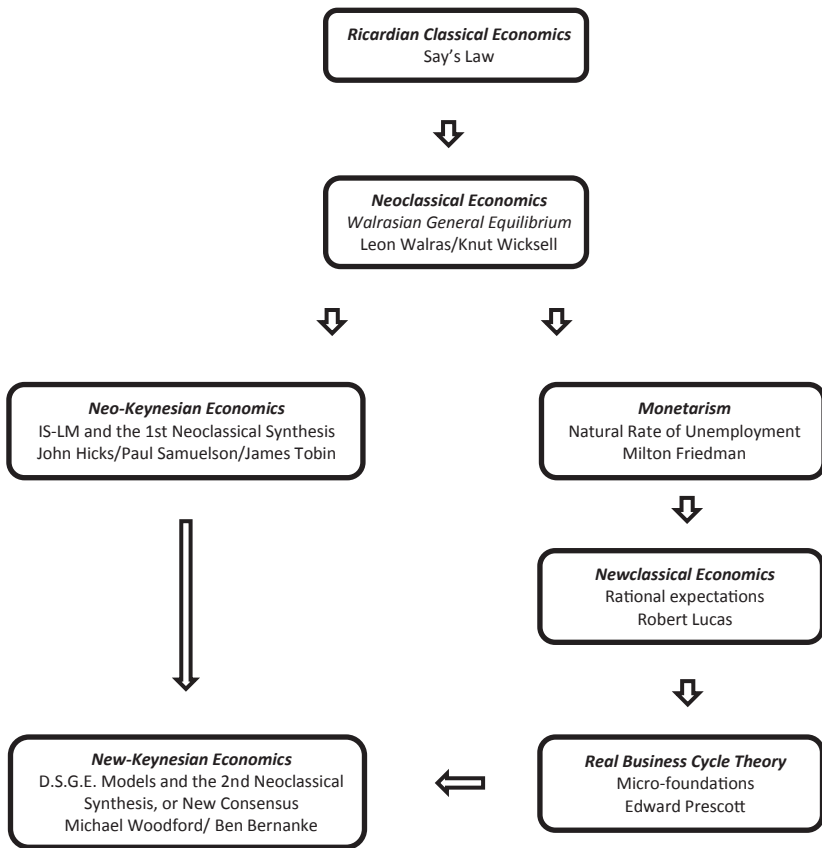 Ricardian Classical Economics
Say's Law
Neoclassical Economics
Walrasian General Equilibrium
Leon Walras/Knut Wicksell
Neo-Keynesian Economics
IS-LM and the 1st Neoclassical Synthesis
John Hicks/Paul Samuelson/James Tobin
Monetarism
Natural Rate of Unemployment
Milton Friedman
Newclassical Economics
Rational expectations
Robert Lucas
New-Keynesian Economics
D.S.G.E. Models and the 2nd Neoclassical
Synthesis, or New Consensus
Michael Woodford/ Ben Bernanke
Real Business Cycle Theory
Micro-foundations
Edward Prescott